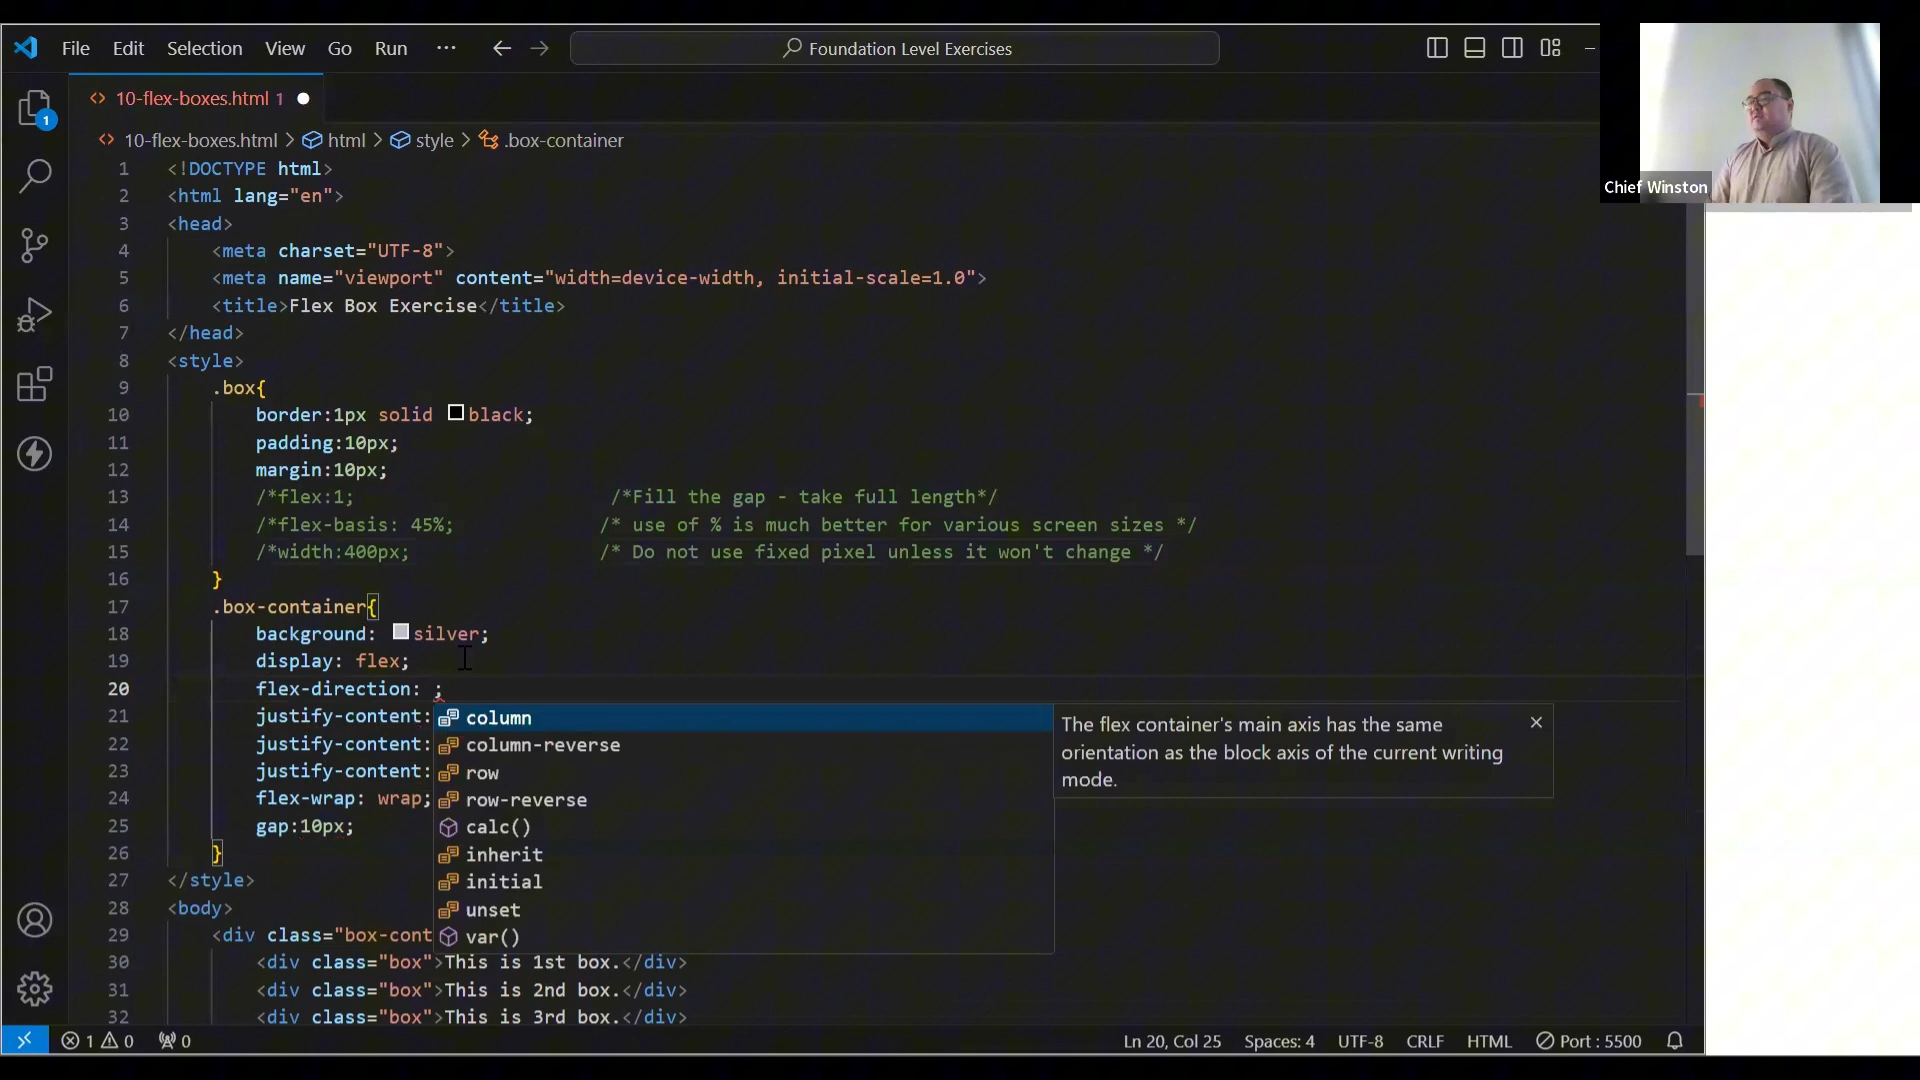 File Edit Selection View Go Run ··· Foundation Level Exercises
Chief Winston
10-flex-boxes.html 1
10-flex-boxes.html > html > style > .box-container
1
1 <!DOCTYPE html>
2 <html lang="en">
3 <head>
4 <meta charset="UTF-8">
5 <meta name="viewport" content="width=device-width, initial-scale=1.0">
6 <title>Flex Box Exercise</title>
7 </head>
8 <style>
9 .box{
10 border:1px solid black;
11 padding:10px;
12 margin:10px;
13 /*flex:1; /*Fill the gap - take full length*/
14 /*flex-basis: 45%; /* use of % is much better for various screen sizes */
15 /*width:400px; /* Do not use fixed pixel unless it won't change */
16 }
17 .box-container{
18 background: silver;
19 display: flex;
20 flex-direction: ;
21 justify-content:
22 justify-content:
23 justify-content:
24 flex-wrap: wrap;
25 gap:10px;
26 }
27 </style>
28 <body>
29 <div class="box-cont
30 <div class="box">This is 1st box.</div>
31 <div class="box">This is 2nd box.</div>
32 <div class="box">This is 3rd box.</div>
column
column-reverse
row
row-reverse
calc()
inherit
initial
unset
var()
The flex container's main axis has the same
orientation as the block axis of the current writing
mode.
1 0 0 Ln 20, Col 25 Spaces: 4 UTF-8 CRLF HTML Port : 5500